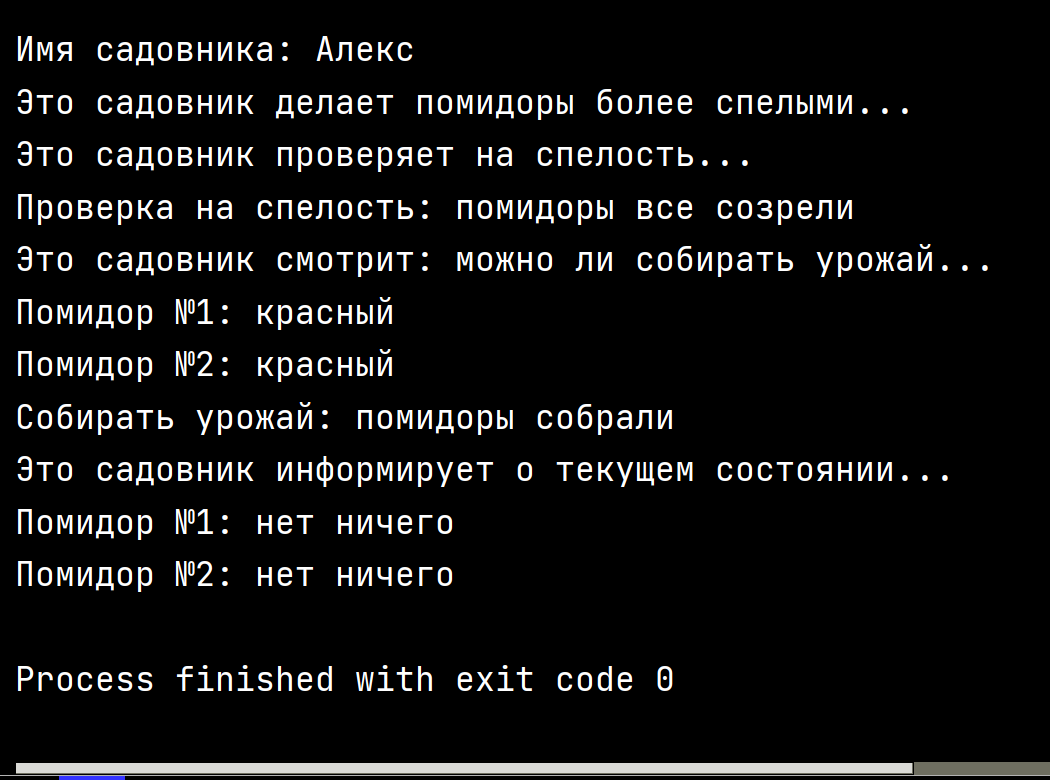 Имя садовника: Алекс
Это садовник делает помидоры более спелыми...
Это садовник проверяет на спелость...
Проверка на спелость: помидоры все созрели
Это садовник смотрит: можно ли собирать урожай...
Помидор №1: красный
Помидор №2: красный
Собирать урожай: помидоры собрали
Это садовник информирует о текущем состоянии...
Помидор №1: нет ничего
Помидор №2: нет ничего
Process finished with exit code 0